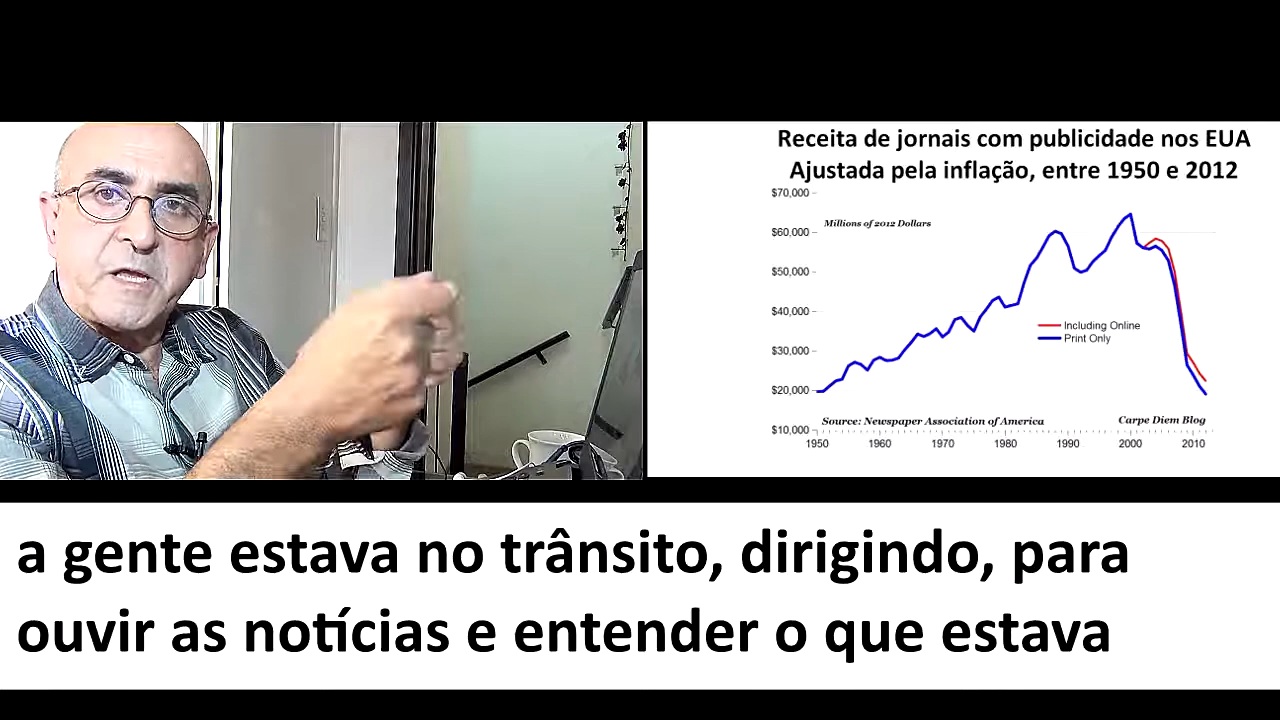 Receita de jornais com publicidade nos EUA
Ajustada pela inflação, entre 1950 e 2012
$70,000
Millions of 2012 Dollars
$60,000
$50,000
$40,000
Including Online
Print Only
$30,000
$20,000
Source: Newspaper Association of America
Carpe Diem Blog
$10,000
1950 1960 1970 1980 1990 2000 2010
a gente estava no trânsito, dirigindo, para
ouvir as notícias e entender o que estava